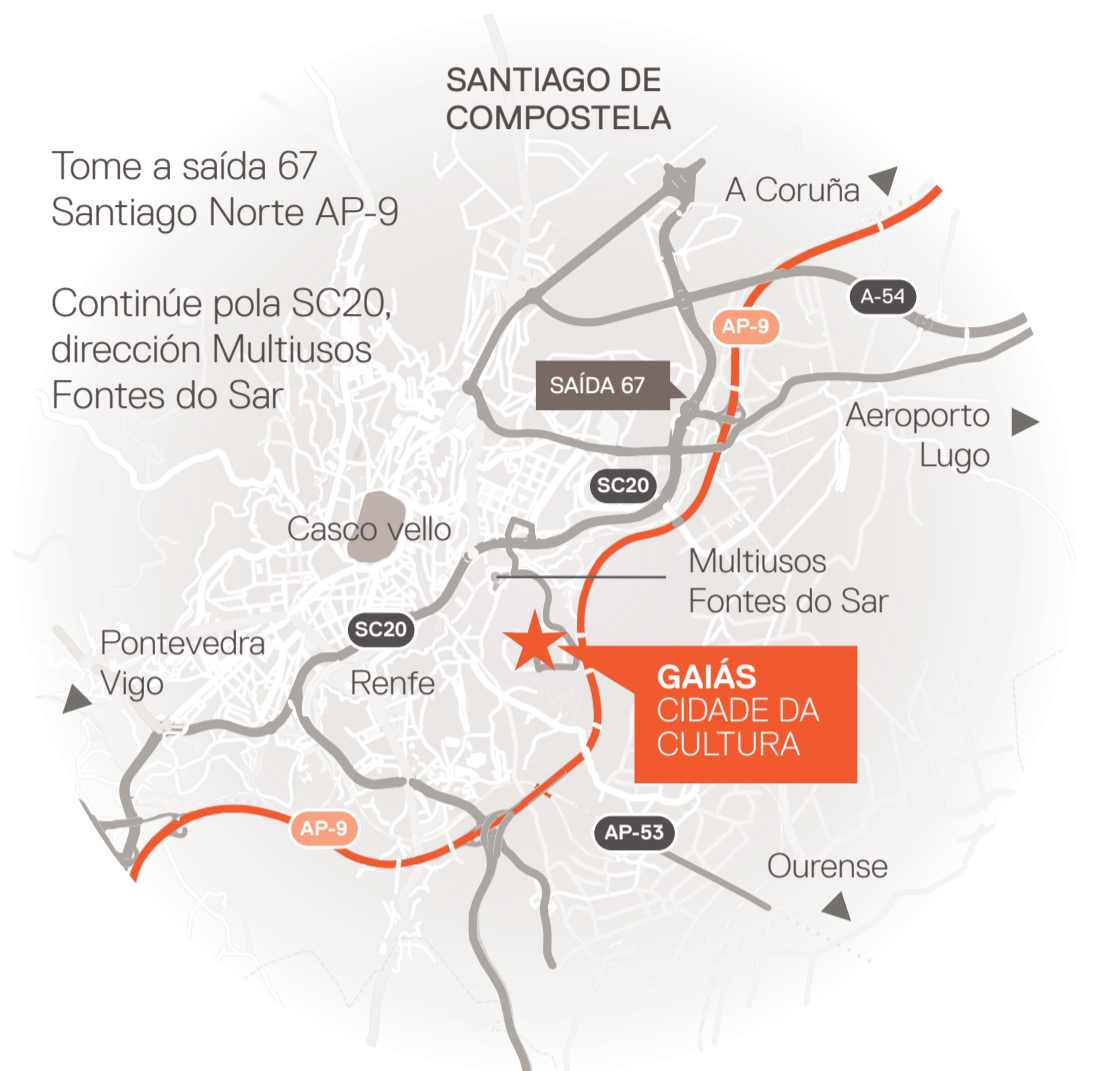 SANTIAGO DE
COMPOSTELA
Tome a saída 67
Santiago Norte AP-9
Continúe pola SC20,
dirección Multiusos
Fontes do Sar
A Coruña
A-54
AP-9
SAÍDA 67
Aeroporto
Lugo
SC20
Casco vello
Multiusos
Fontes do Sar
SC20
Pontevedra
Vigo
Renfe
GAIÁS
CIDADE DA
CULTURA
AP-9
AP-53
Ourense